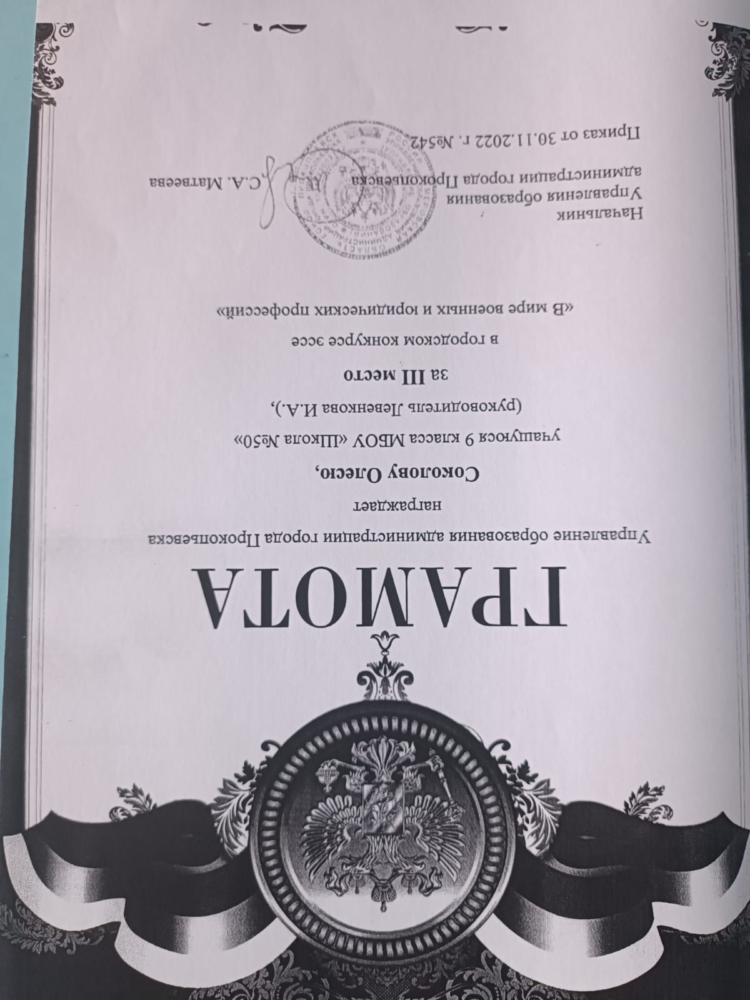 ГРАМОТА
Управление образования администрации города Прокопьевска
награждает
Соколову Олесю,
учащуюся 9 класса МБОУ «Школа №50»
(руководитель Левенкова И.А.),
за III место
в городском конкурсе эссе
«В мире военных и юридических профессий»
Начальник
Управления образования
администрации города Прокопьевска
С.А. Матвеева
Приказ от 30.11.2022 г. №542